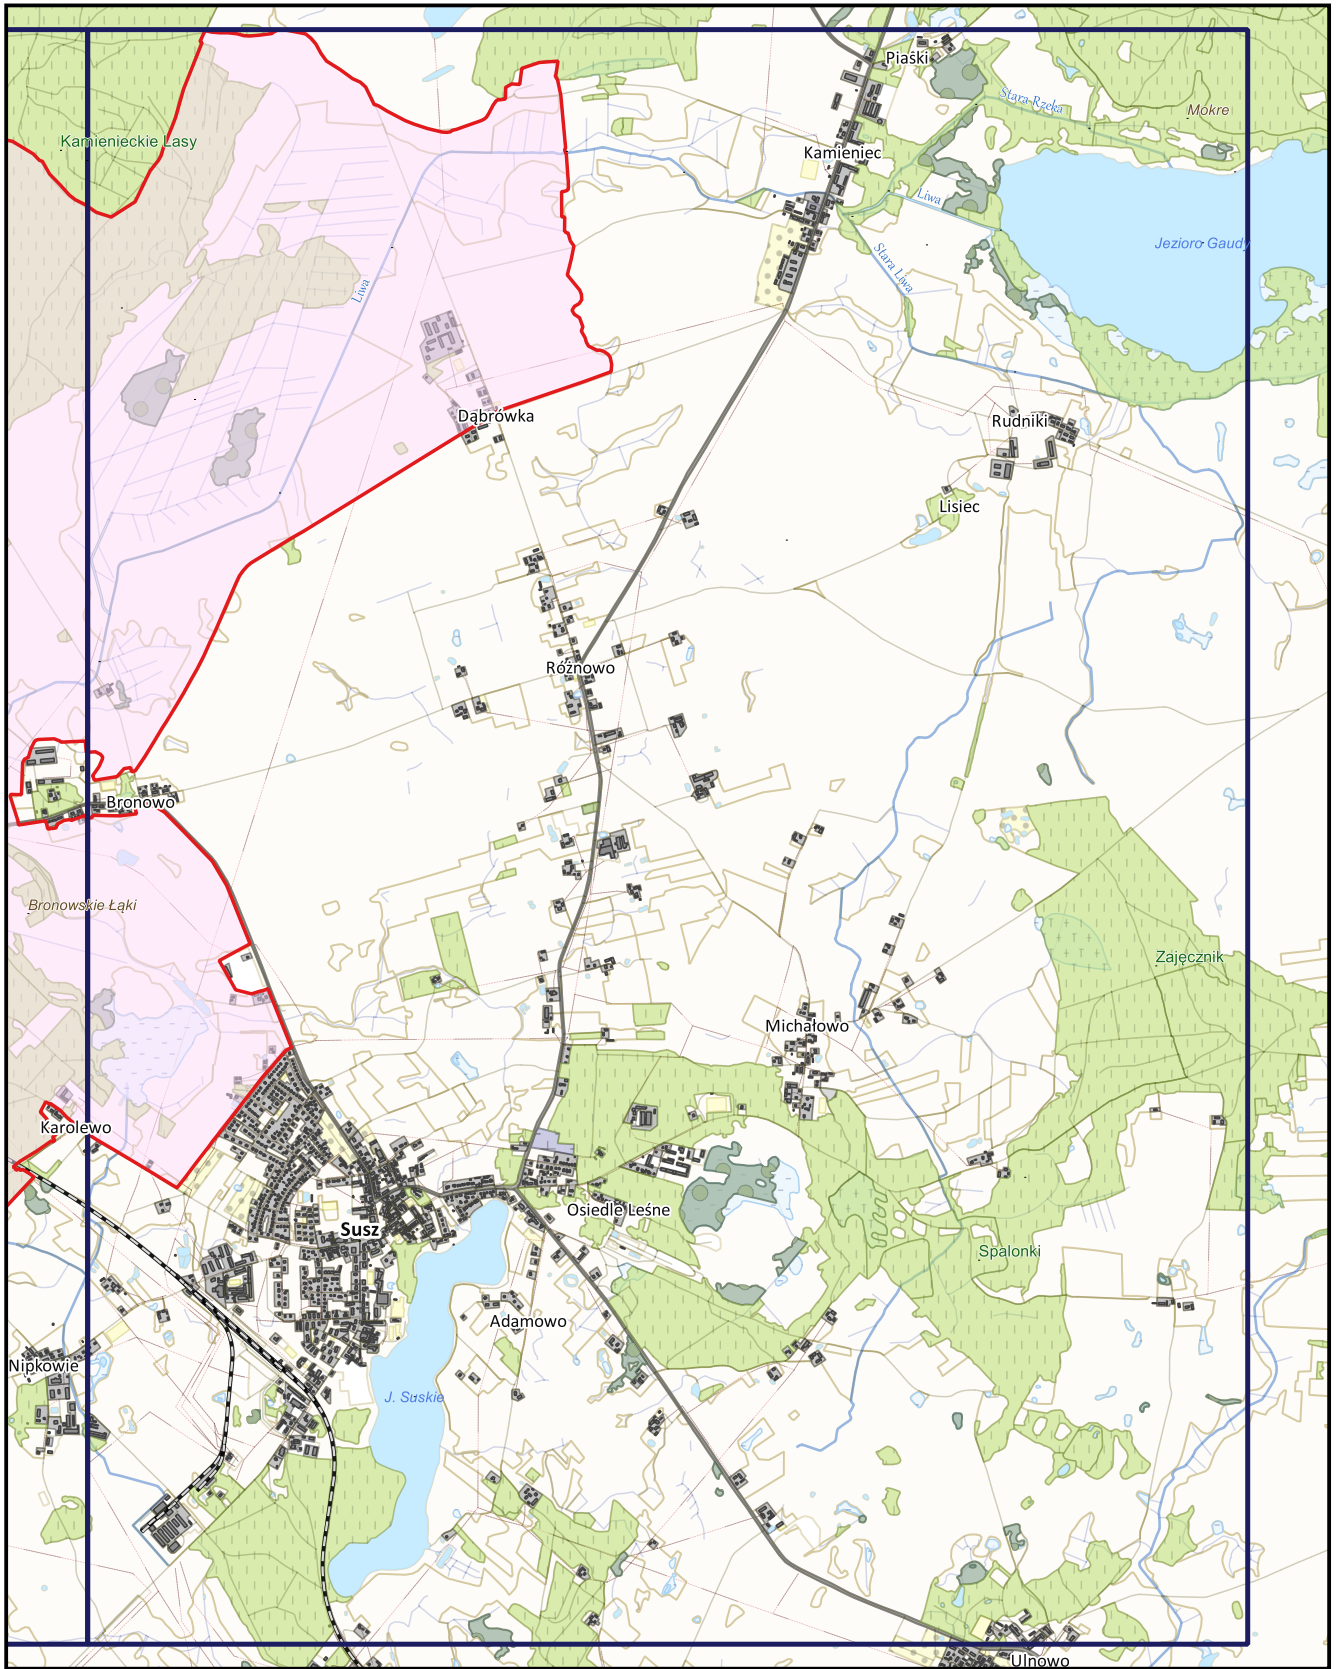 Piaski
Stara Rzeka
Mokre
Kamienieckie Lasy
Kamieniec
Liwa
Jezioro Gaudy
Stara Liwa
Liwa
Dąbrówka
Rudniki
Lisiec
Różnowo
Bronowo
Bronowskie Łąki
Zajęcznik
Michałowo
Karolewo
Osiedle Leśne
Susz
Spalonki
Adamowo
Nipkowie
J. Suskie
Ulnowo